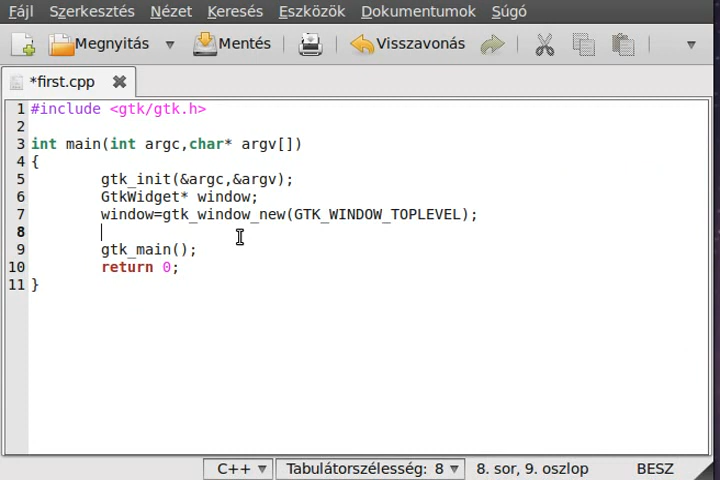 Fájl Szerkesztés Nézet Keresés Eszközök Dokumentumok Súgó
Megnyitás Mentés Visszavonás
*first.cpp
1 #include <gtk/gtk.h>
2
3 int main(int argc,char* argv[])
4 {
5 gtk_init(&argc,&argv);
6 GtkWidget* window;
7 window=gtk_window_new(GTK_WINDOW_TOPLEVEL);
8
9 gtk_main();
10 return 0;
11 }
C++ Tabulátorszélesség: 8 8. sor, 9. oszlop BESZ